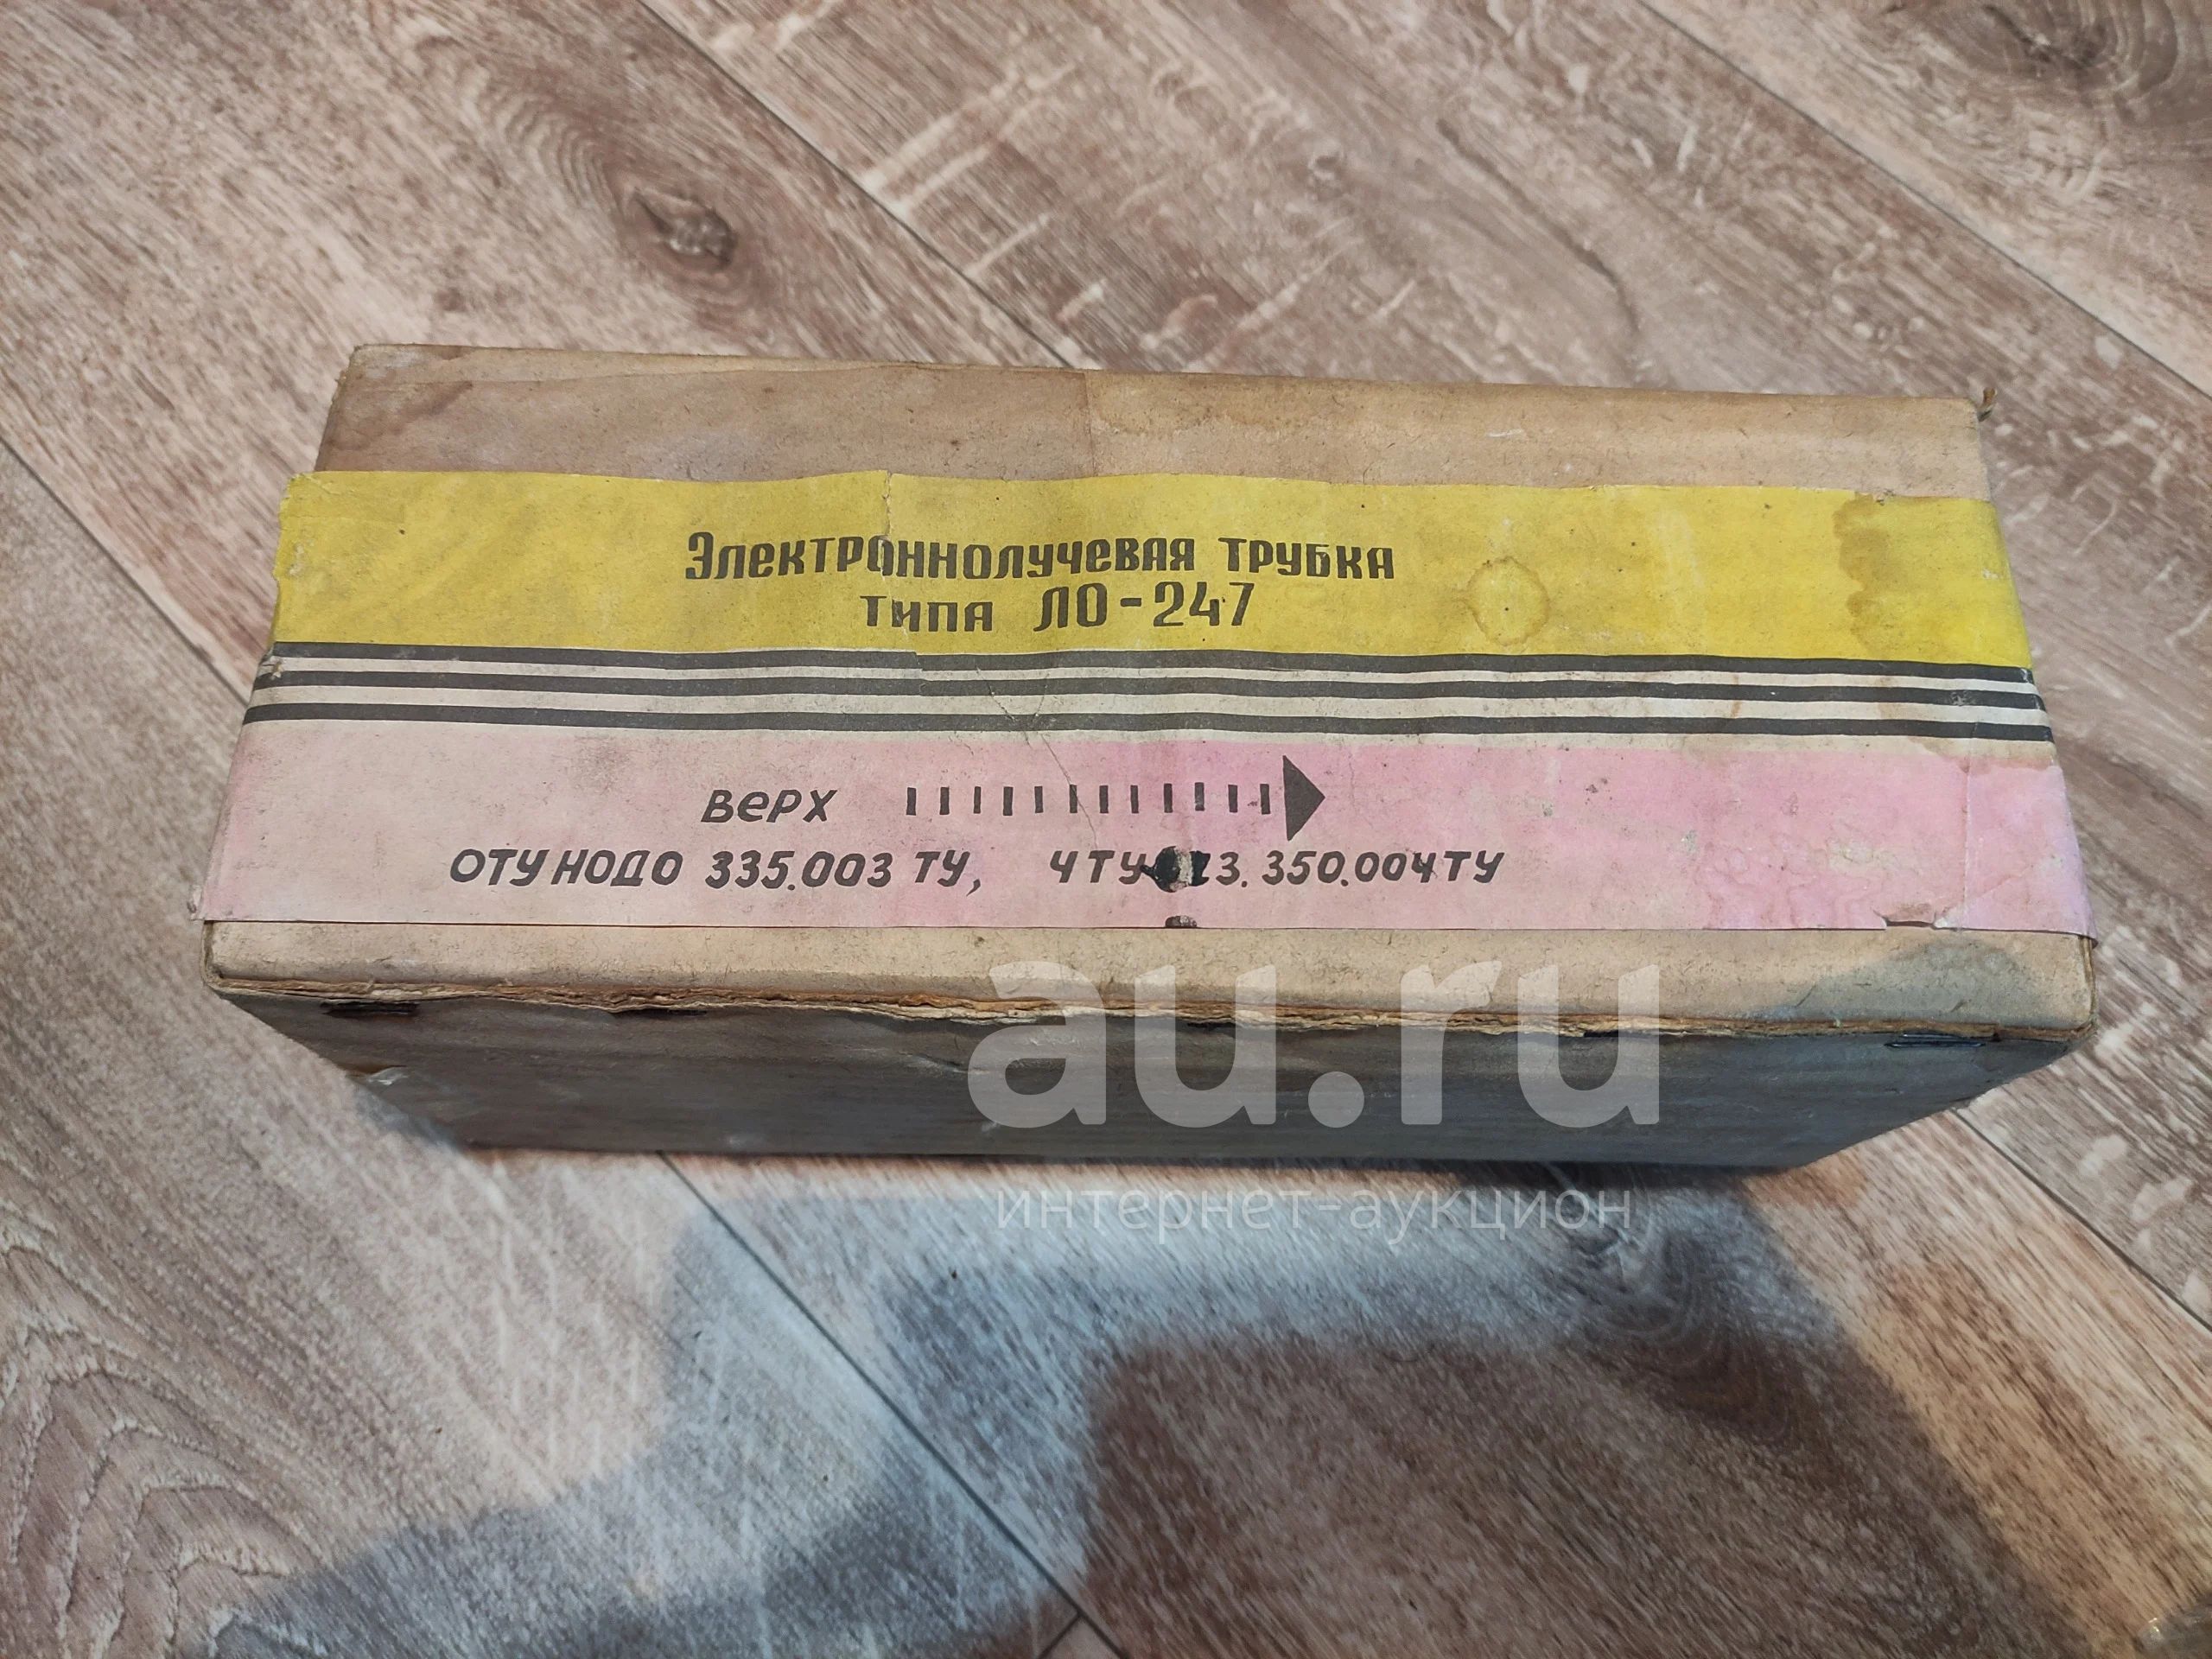 Электроннолучевая трубка
типа ЛО-247
Верх
ОТУ НОДО 335.003 ТУ, 350.004ТУ
au.ru
интернет-аукцион